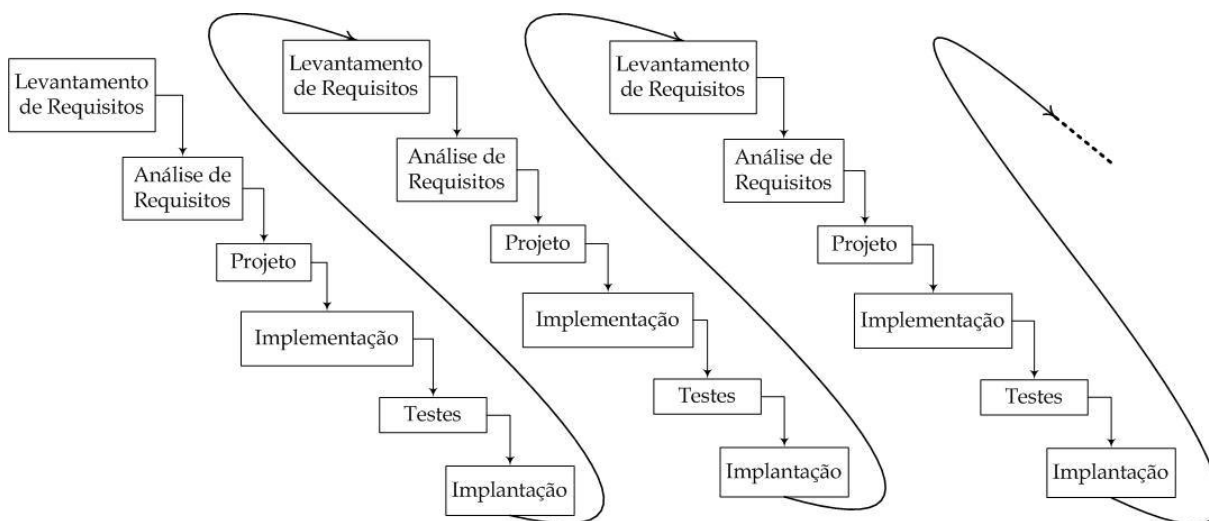 Levantamento
de Requisitos
Análise de
Requisitos
Projeto
Implementação
Testes
Implantação
Levantamento
de Requisitos
Análise de
Requisitos
Projeto
Implementação
Testes
Implantação
Levantamento
de Requisitos
Análise de
Requisitos
Projeto
Implementação
Testes
Implantação